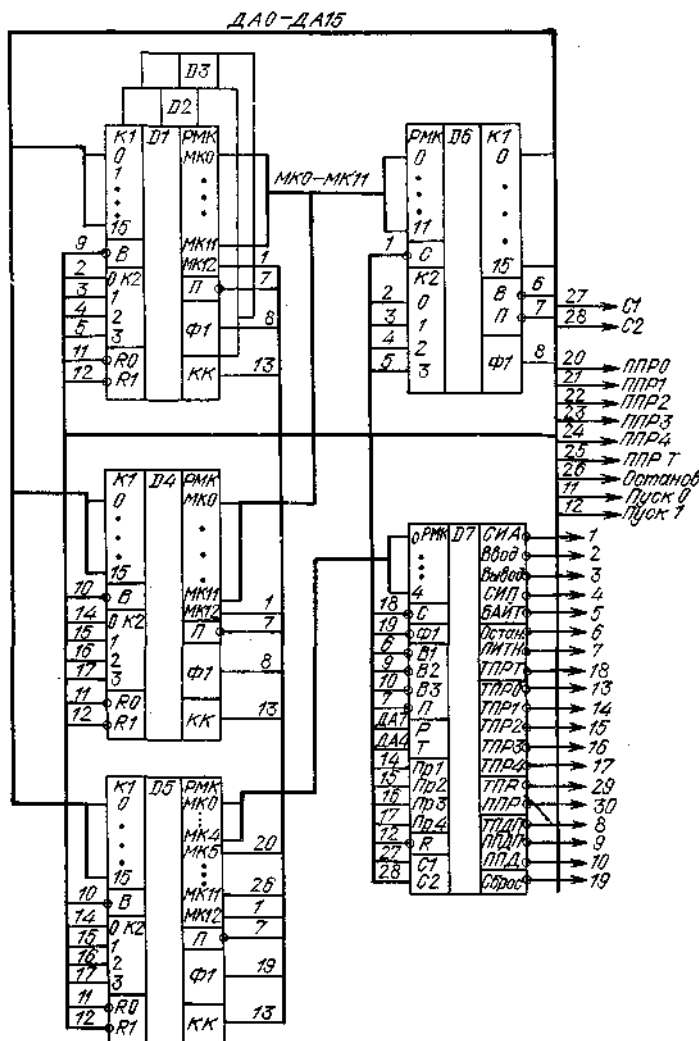 ДА0-ДА15
D3
D2
К1 D1 РМК
0 МК0
1
15 МК11
МК12 1
9 В П 7
2 0 К2
3 1
4 2 Ф1 8
5 3
11 R0 КК 13
12 R1
МК0-МК11
РМК D6 К1
0 0
1
11
1 С 15
К2 В 6
2 0 П 7
3 1
4 2 Ф1 8
5 3
27 С1
28 С2
20 ППР0
21 ППР1
22 ППР2
23 ППР3
24 ППР4
25 ППР Т
26 Останов
11 Пуск 0
12 Пуск 1
К1 D4 РМК
0 МК0
15 МК11
МК12 1
10 В П 7
14 0 К2
15 1
16 2 Ф1 8
17 3
11 R0 КК 13
12 R1
К1 D5 РМК
0 МК0
МК4
МК5 20
15 МК11 26
10 В МК12 1
14 0 К2 П 7
15 1
16 2 Ф1 19
17 3
11 R0 КК 13
12 R1
0 РМК D7 СИА 1
Ввод 2
Вывод 3
4 СИП 4
18 С БАЙТ 5
19 Ф1 Остан. 6
6 В1 ПИТН 7
9 В2 ТПРТ 18
10 В3 ТПР0 13
7 П ТПР1 14
ДА7 Р ТПР2 15
ДА4 Т ТПР3 16
14 Пр1 ТПР4 17
15 Пр2 ТПR 29
16 Пр3 ППР 30
17 Пр4 ТПДП 8
12 R ППДП 9
27 С1 ППД 10
28 С2 Сброс 19